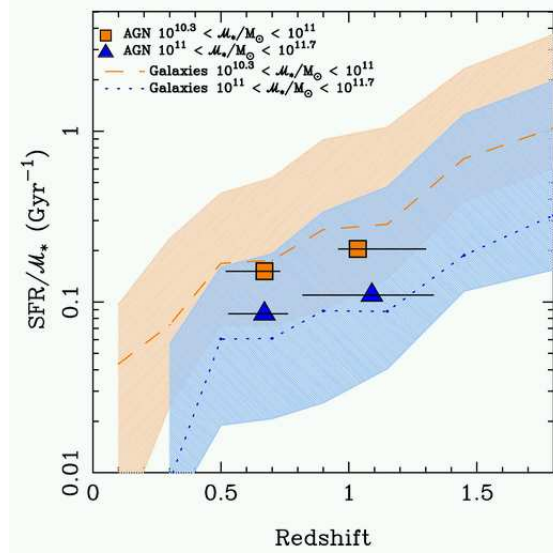 AGN 10^10.3 < ℳ*/M⊙ < 10^11
AGN 10^11 < ℳ*/M⊙ < 10^11.7
Galaxies 10^10.3 < ℳ*/M⊙ < 10^11
Galaxies 10^11 < ℳ*/M⊙ < 10^11.7
SFR/ℳ* (Gyr^−1)
1
0.1
0.01
0 0.5 1 1.5
Redshift